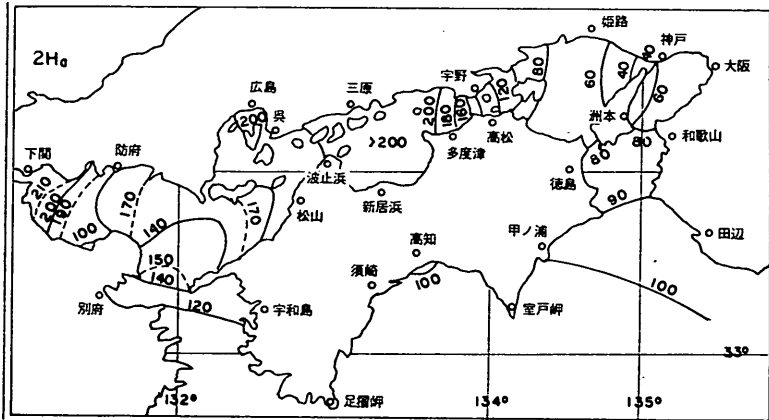 姫路
神戸
大阪
2Ha
広島
三原
宇野
呉
高松
洲本
和歌山
多度津
下関
防府
波止浜
徳島
新居浜
松山
高知
甲ノ浦
田辺
須崎
別府
宇和島
室戸岬
足摺岬
40
40
60
60
80
80
80
90
100
100
120
200
200
180
160
>200
210
200
190
100
170
140
170
150
140
120
132°
134°
135°
33°